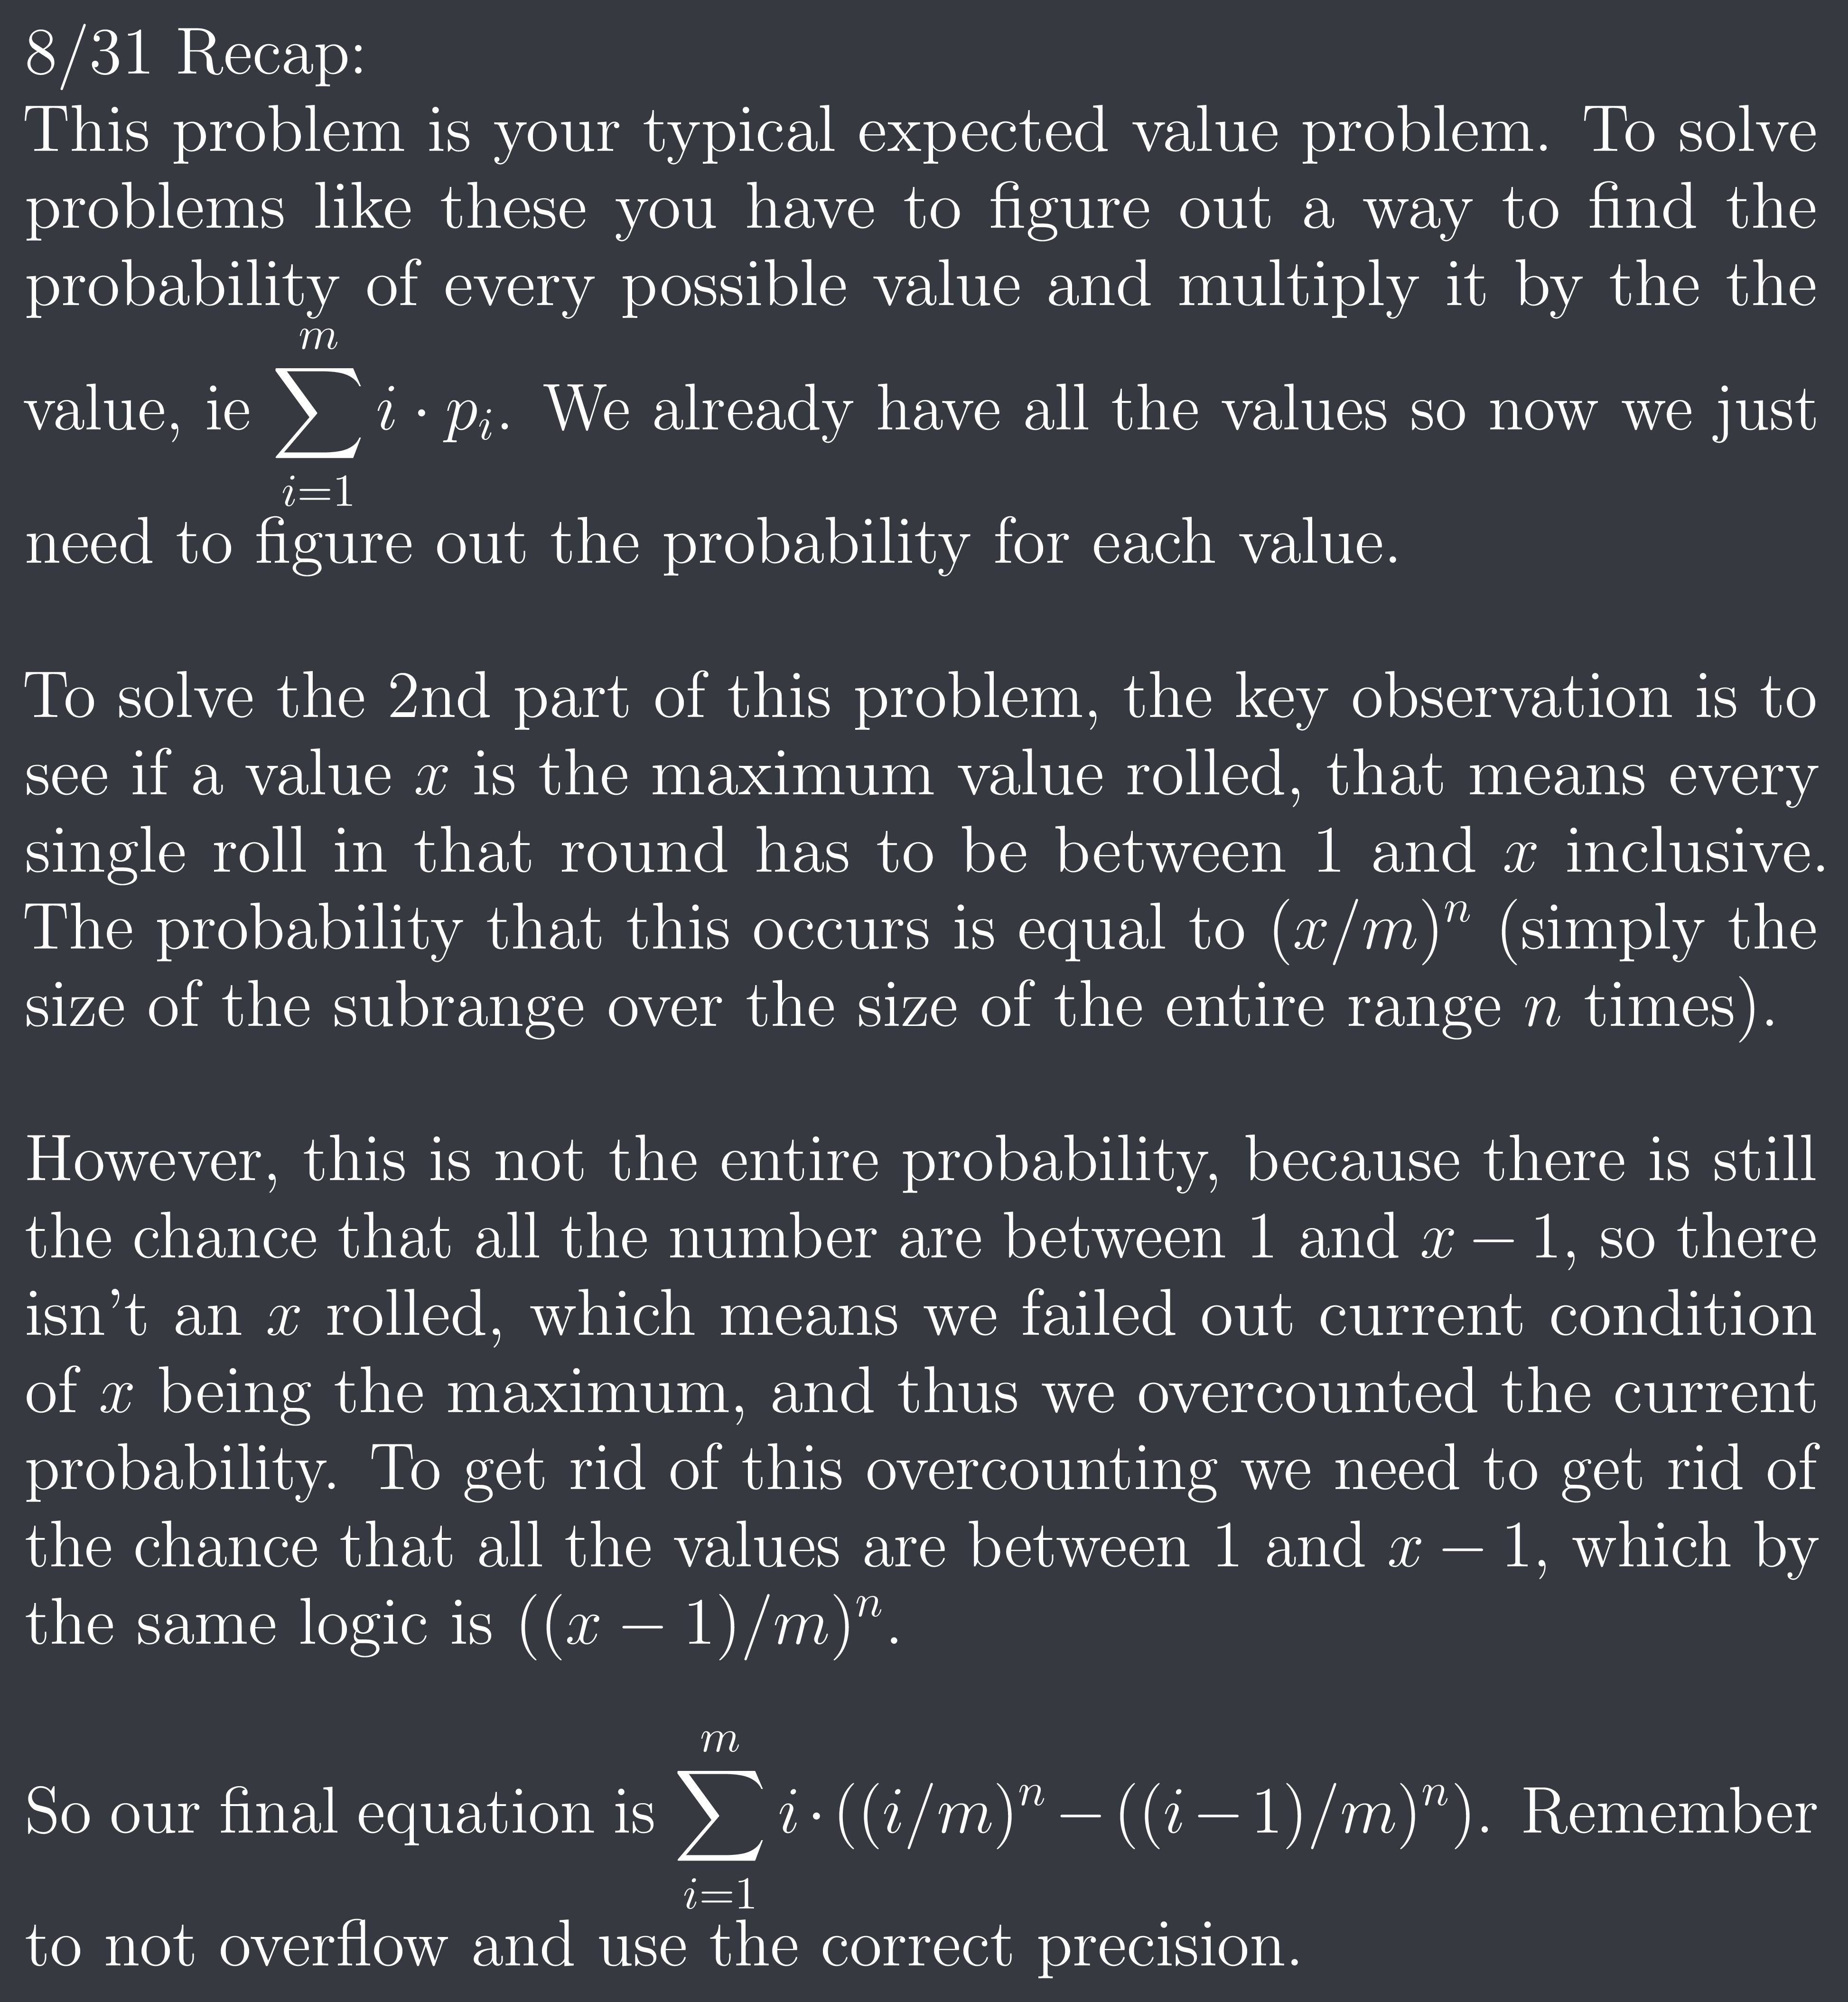 8/31 Recap:
This problem is your typical expected value problem. To solve
problems like these you have to figure out a way to find the
probability of every possible value and multiply it by the the
value, ie $\sum_{i=1}^{m} i \cdot p_i$. We already have all the values so now we just
need to figure out the probability for each value.
To solve the 2nd part of this problem, the key observation is to
see if a value $x$ is the maximum value rolled, that means every
single roll in that round has to be between 1 and $x$ inclusive.
The probability that this occurs is equal to $(x/m)^n$ (simply the
size of the subrange over the size of the entire range $n$ times).
However, this is not the entire probability, because there is still
the chance that all the number are between 1 and $x - 1$, so there
isn't an $x$ rolled, which means we failed out current condition
of $x$ being the maximum, and thus we overcounted the current
probability. To get rid of this overcounting we need to get rid of
the chance that all the values are between 1 and $x - 1$, which by
the same logic is $((x - 1)/m)^n$.
So our final equation is $\sum_{i=1}^{m} i \cdot ((i/m)^n - ((i-1)/m)^n)$. Remember
to not overflow and use the correct precision.